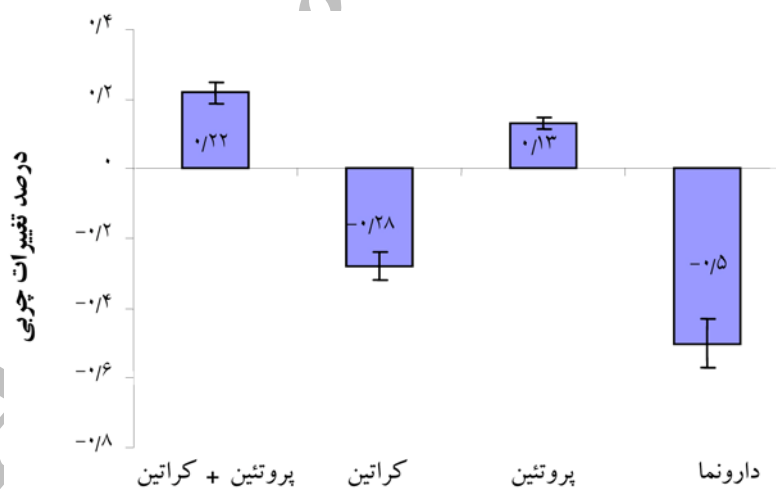 درصد تغییرات چربی
۰/۴
۰/۲
۰
-۰/۲
-۰/۴
-۰/۶
-۰/۸
۰/۲۲
-۰/۲۸
۰/۱۳
-۰/۵
پروتئین + کراتین
کراتین
پروتئین
دارونما